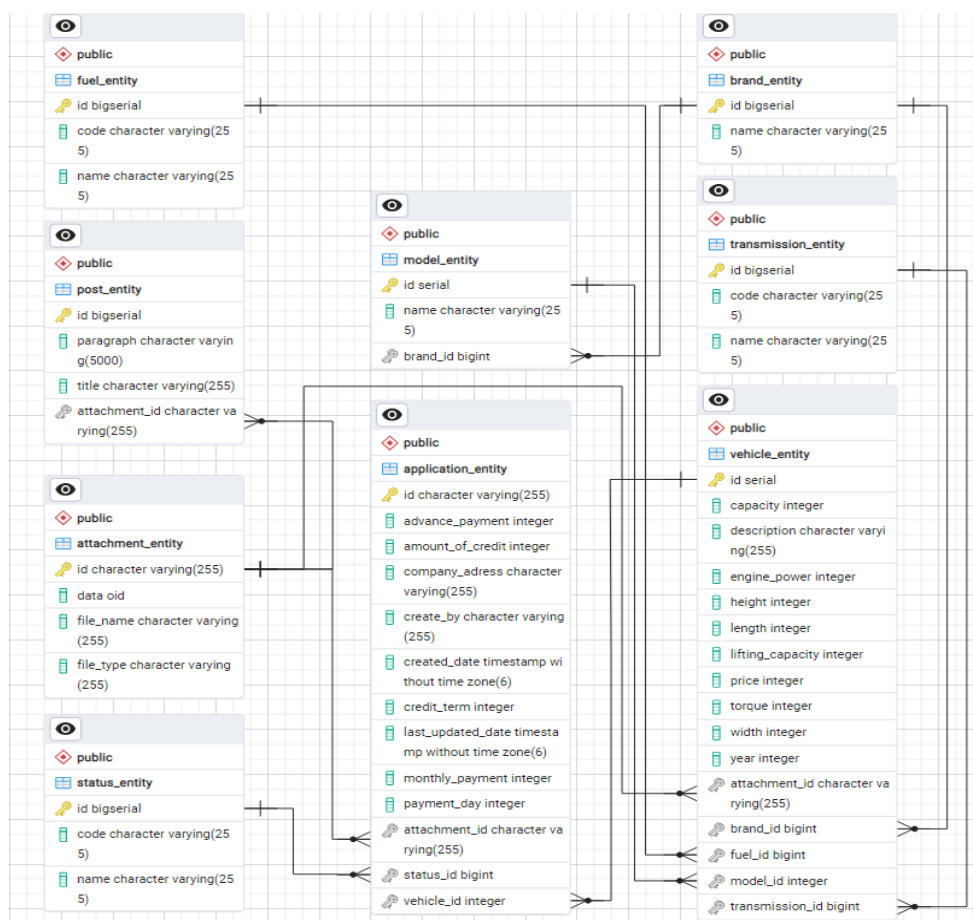 public
fuel_entity
id bigserial
code character varying(25
5)
name character varying(25
5)
public
post_entity
id bigserial
paragraph character varyin
g(5000)
title character varying(255)
attachment_id character va
rying(255)
public
attachment_entity
id character varying(255)
data oid
file_name character varying
(255)
file_type character varying
(255)
public
status_entity
id bigserial
code character varying(25
5)
name character varying(25
5)
public
model_entity
id serial
name character varying(25
5)
brand_id bigint
public
application_entity
id character varying(255)
advance_payment integer
amount_of_credit integer
company_adress character
varying(255)
create_by character varying
(255)
created_date timestamp wi
thout time zone(6)
credit_term integer
last_updated_date timesta
mp without time zone(6)
monthly_payment integer
payment_day integer
attachment_id character va
rying(255)
status_id bigint
vehicle_id integer
public
brand_entity
id bigserial
name character varying(25
5)
public
transmission_entity
id bigserial
code character varying(25
5)
name character varying(25
5)
public
vehicle_entity
id serial
capacity integer
description character varyi
ng(255)
engine_power integer
height integer
length integer
lifting_capacity integer
price integer
torque integer
width integer
year integer
attachment_id character va
rying(255)
brand_id bigint
fuel_id bigint
model_id integer
transmission_id bigint